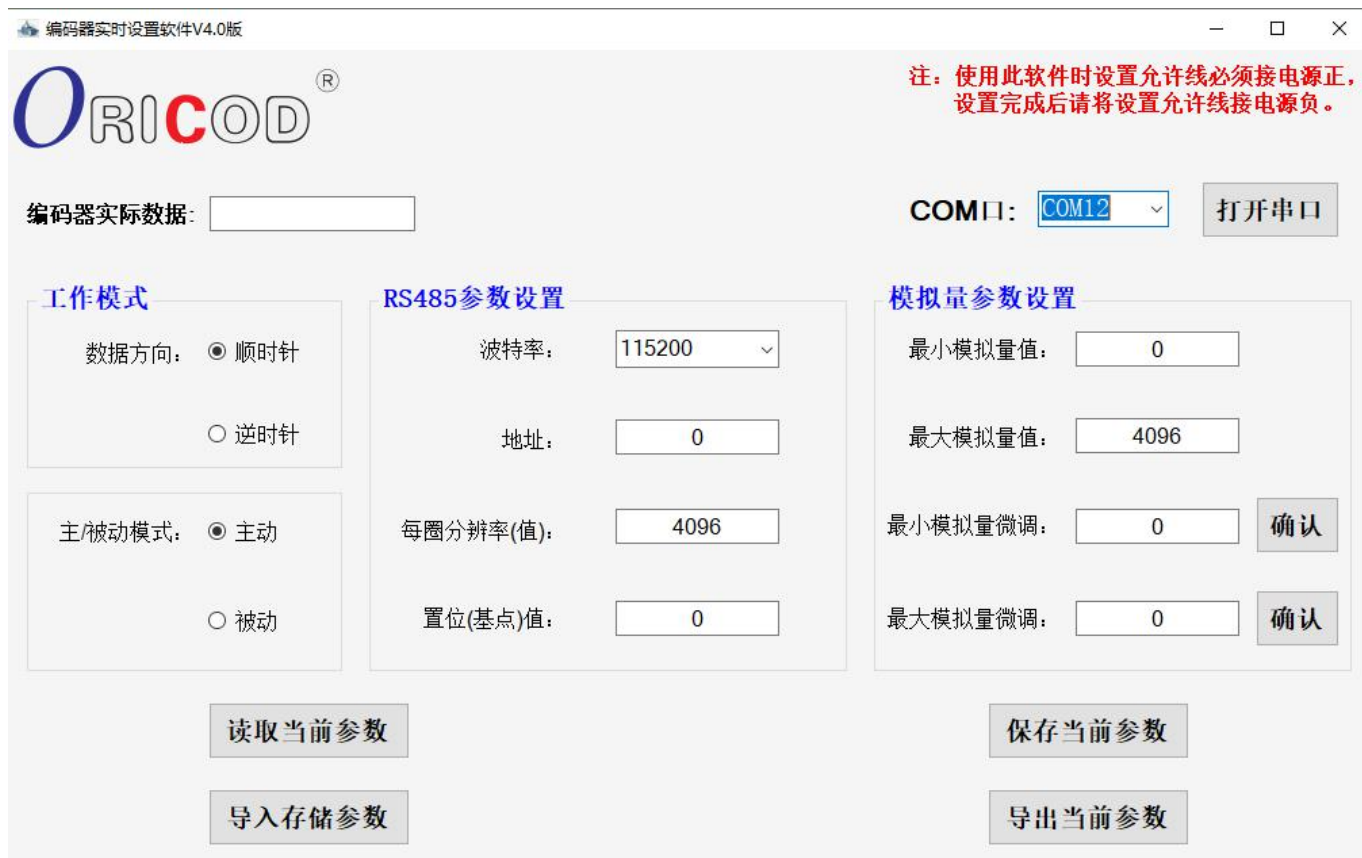 编码器实时设置软件V4.0版
ORICOD®
注：使用此软件时设置允许线必须接电源正，
设置完成后请将设置允许线接电源负。
编码器实际数据:
COM口:
COM12
打开串口
工作模式
数据方向：
顺时针
逆时针
主/被动模式：
主动
被动
RS485参数设置
波特率：
115200
地址：
0
每圈分辨率(值)：
4096
置位(基点)值：
0
模拟量参数设置
最小模拟量值：
0
最大模拟量值：
4096
最小模拟量微调：
0
确认
最大模拟量微调：
0
确认
读取当前参数
保存当前参数
导入存储参数
导出当前参数